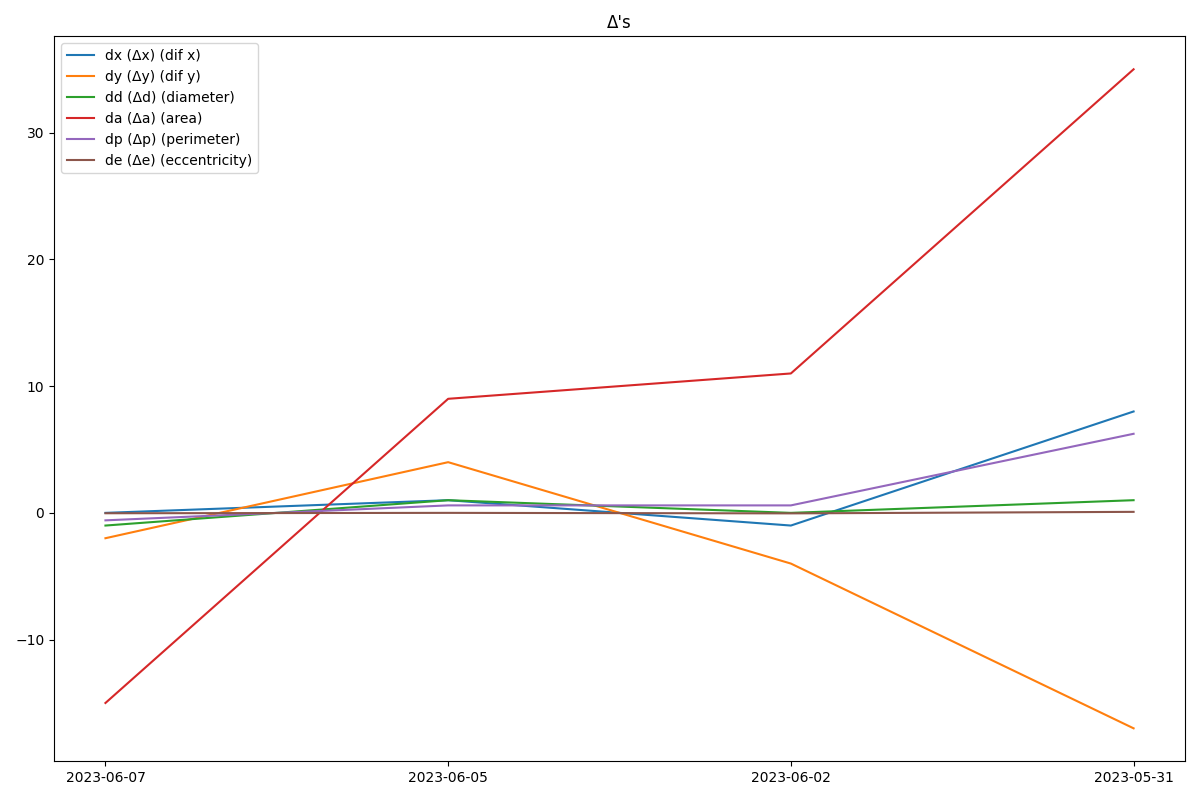 Δ's
dx (Δx) (dif x)
dy (Δy) (dif y)
dd (Δd) (diameter)
da (Δa) (area)
dp (Δp) (perimeter)
de (Δe) (eccentricity)
30
20
10
0
−10
2023-06-07 2023-06-05 2023-06-02 2023-05-31